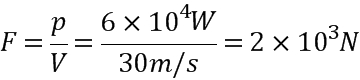 F = p/V = 6 × 10⁴W / 30m/s = 2 × 10³N